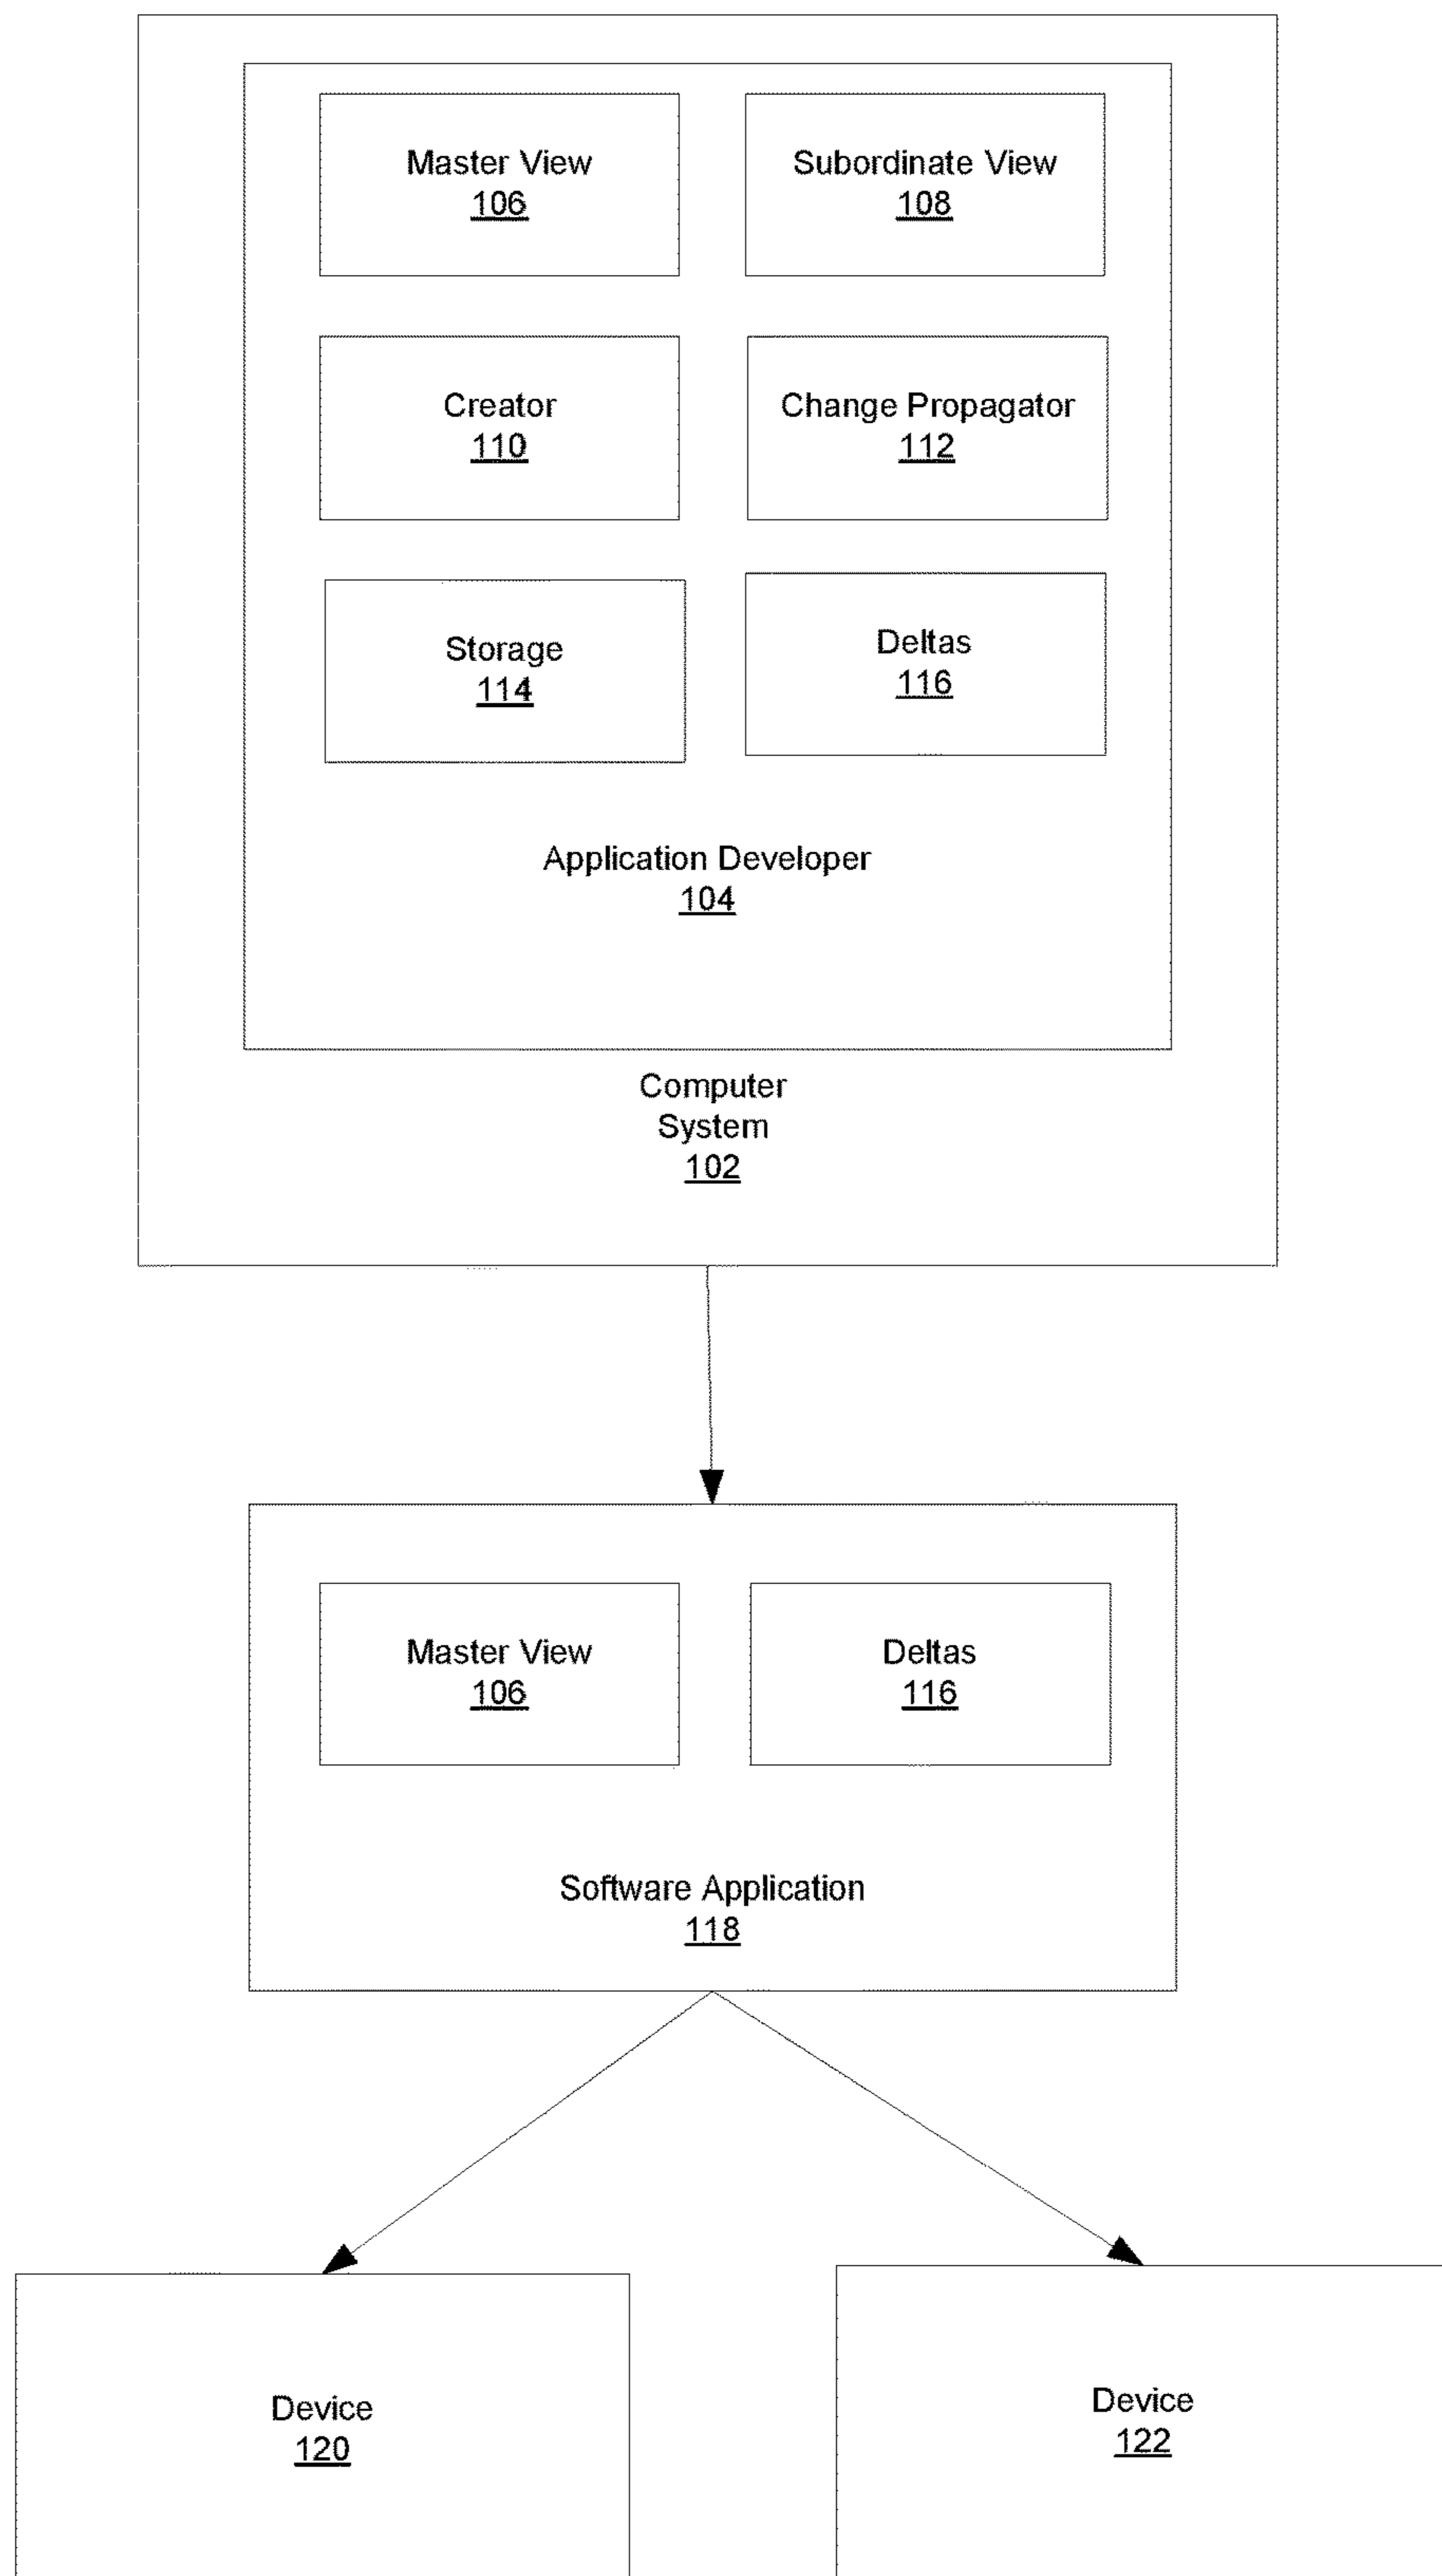 Master View
106
Subordinate View
108
Creator
110
Change Propagator
112
Storage
114
Deltas
116
Application Developer
104
Computer
System
102
Master View
106
Deltas
116
Software Application
118
Device
120
Device
122